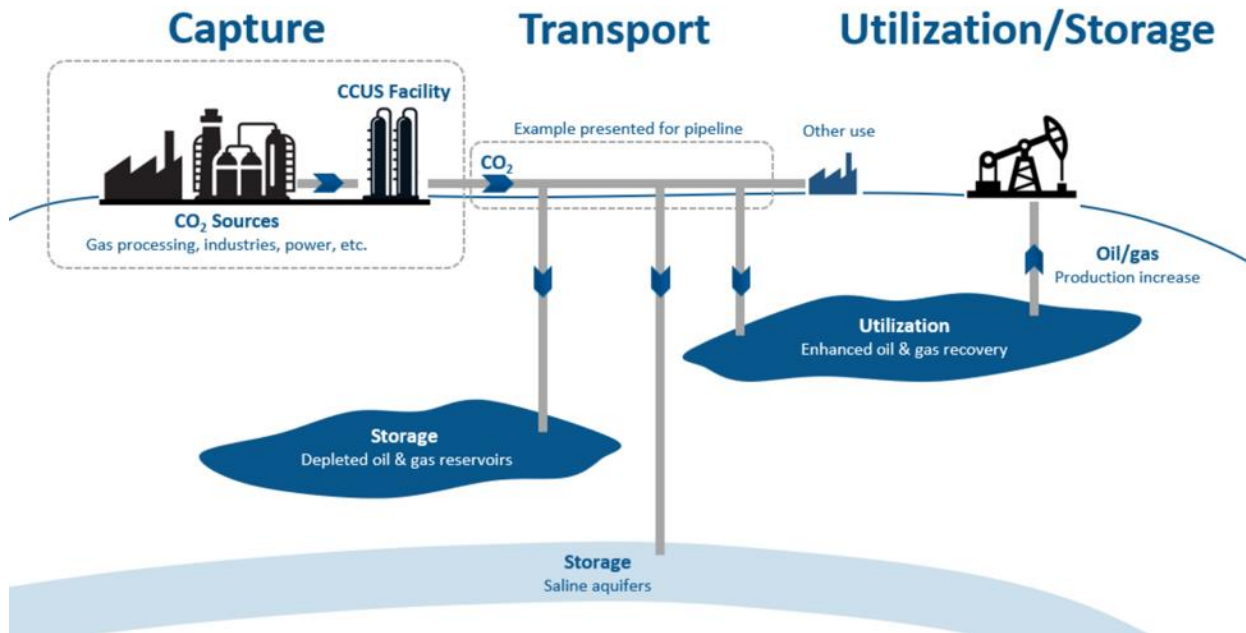 Capture
Transport
Utilization/Storage
CCUS Facility
Example presented for pipeline
Other use
CO₂
CO₂ Sources
Gas processing, industries, power, etc.
Oil/gas
Production increase
Utilization
Enhanced oil & gas recovery
Storage
Depleted oil & gas reservoirs
Storage
Saline aquifers